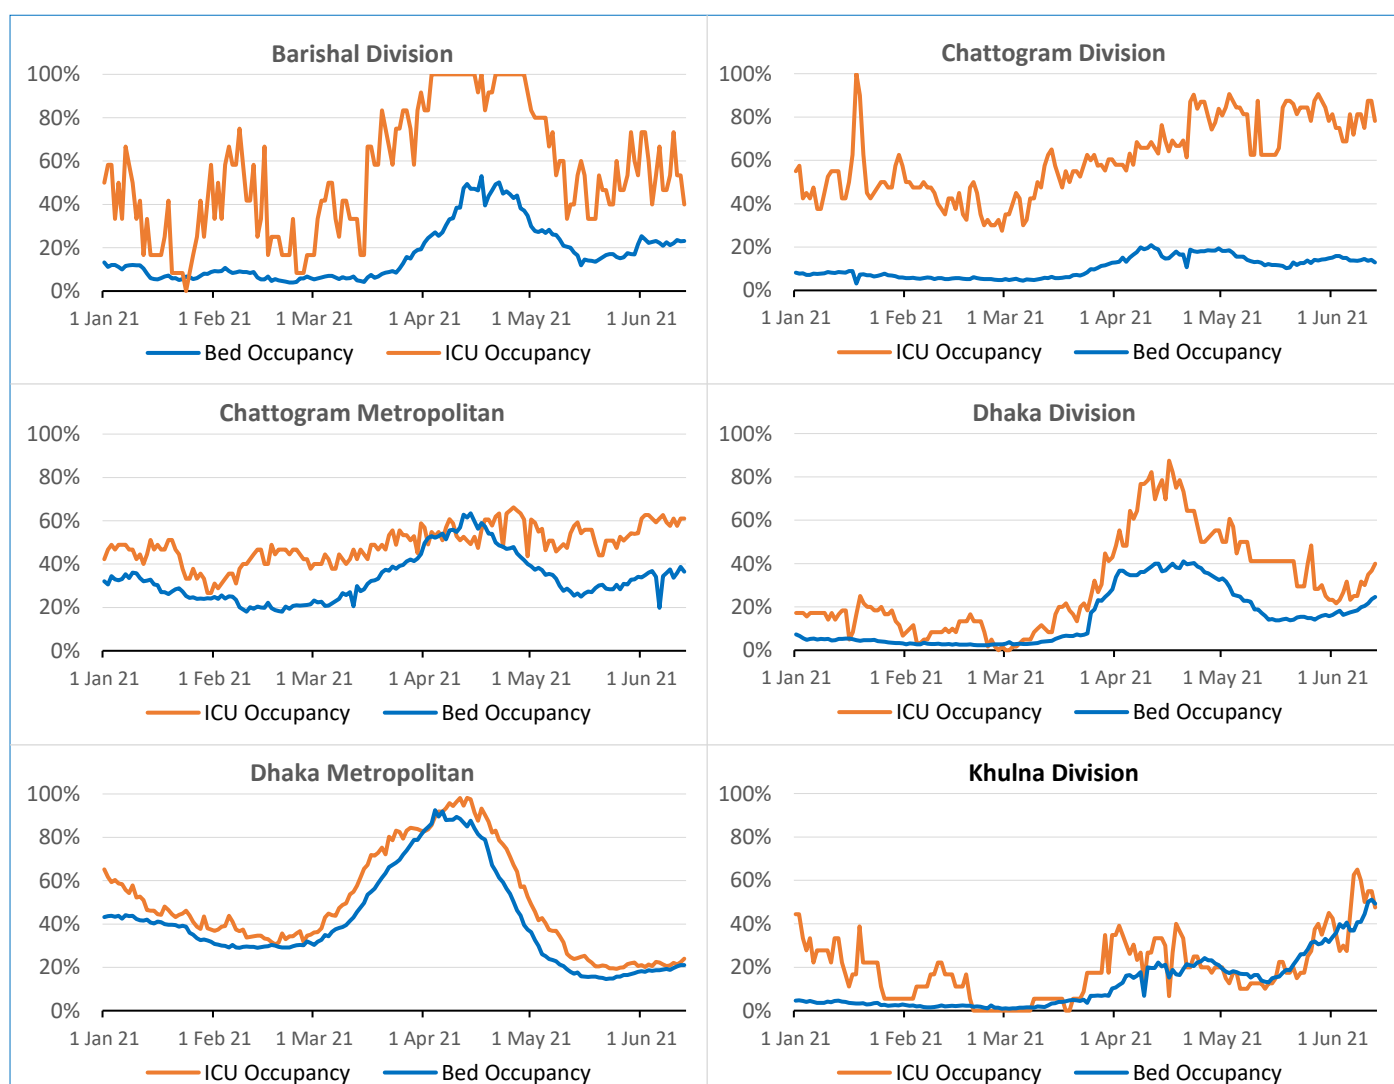 Barishal Division
100%
80%
60%
40%
20%
0%
1 Jan 21 1 Feb 21 1 Mar 21 1 Apr 21 1 May 21 1 Jun 21
Bed Occupancy ICU Occupancy
Chattogram Division
100%
80%
60%
40%
20%
0%
1 Jan 21 1 Feb 21 1 Mar 21 1 Apr 21 1 May 21 1 Jun 21
ICU Occupancy Bed Occupancy
Chattogram Metropolitan
100%
80%
60%
40%
20%
0%
1 Jan 21 1 Feb 21 1 Mar 21 1 Apr 21 1 May 21 1 Jun 21
ICU Occupancy Bed Occupancy
Dhaka Division
100%
80%
60%
40%
20%
0%
1 Jan 21 1 Feb 21 1 Mar 21 1 Apr 21 1 May 21 1 Jun 21
ICU Occupancy Bed Occupancy
Dhaka Metropolitan
100%
80%
60%
40%
20%
0%
1 Jan 21 1 Feb 21 1 Mar 21 1 Apr 21 1 May 21 1 Jun 21
ICU Occupancy Bed Occupancy
Khulna Division
100%
80%
60%
40%
20%
0%
1 Jan 21 1 Feb 21 1 Mar 21 1 Apr 21 1 May 21 1 Jun 21
ICU Occupancy Bed Occupancy